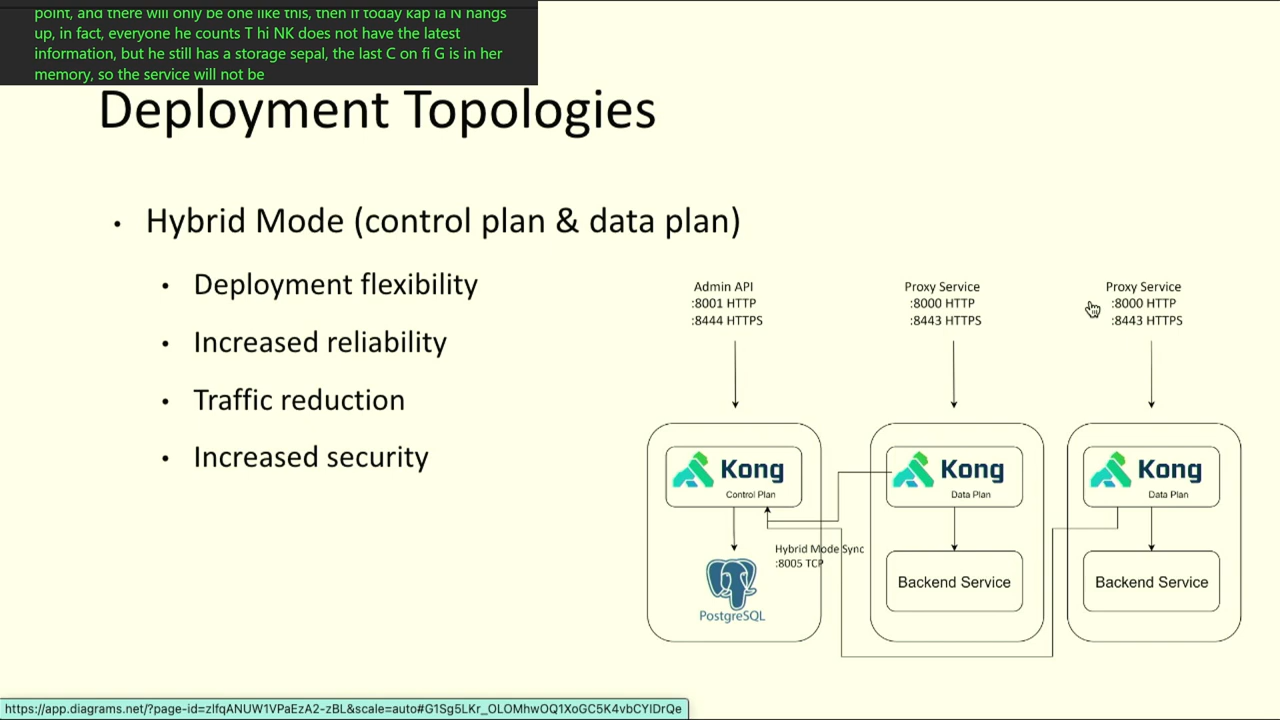 point, and there will only be one like this, then if today kap ia N hangs
up, in fact, everyone he counts T hi NK does not have the latest
information, but he still has a storage sepal, the last C on fi G is in her
memory, so the service will not be
Deployment Topologies
• Hybrid Mode (control plan & data plan)
• Deployment flexibility
• Increased reliability
• Traffic reduction
• Increased security
Admin API
:8001 HTTP
:8444 HTTPS
Proxy Service
:8000 HTTP
:8443 HTTPS
Proxy Service
:8000 HTTP
:8443 HTTPS
Kong
Control Plan
Kong
Data Plan
Kong
Data Plan
Hybrid Mode Sync
:8005 TCP
PostgreSQL
Backend Service
Backend Service
https://app.diagrams.net/?page-id=zIfqANUW1VPaEzA2-zBL&scale=auto#G1Sg5LKr_OLOMhwOQ1XoGC5K4vbCYIDrQe